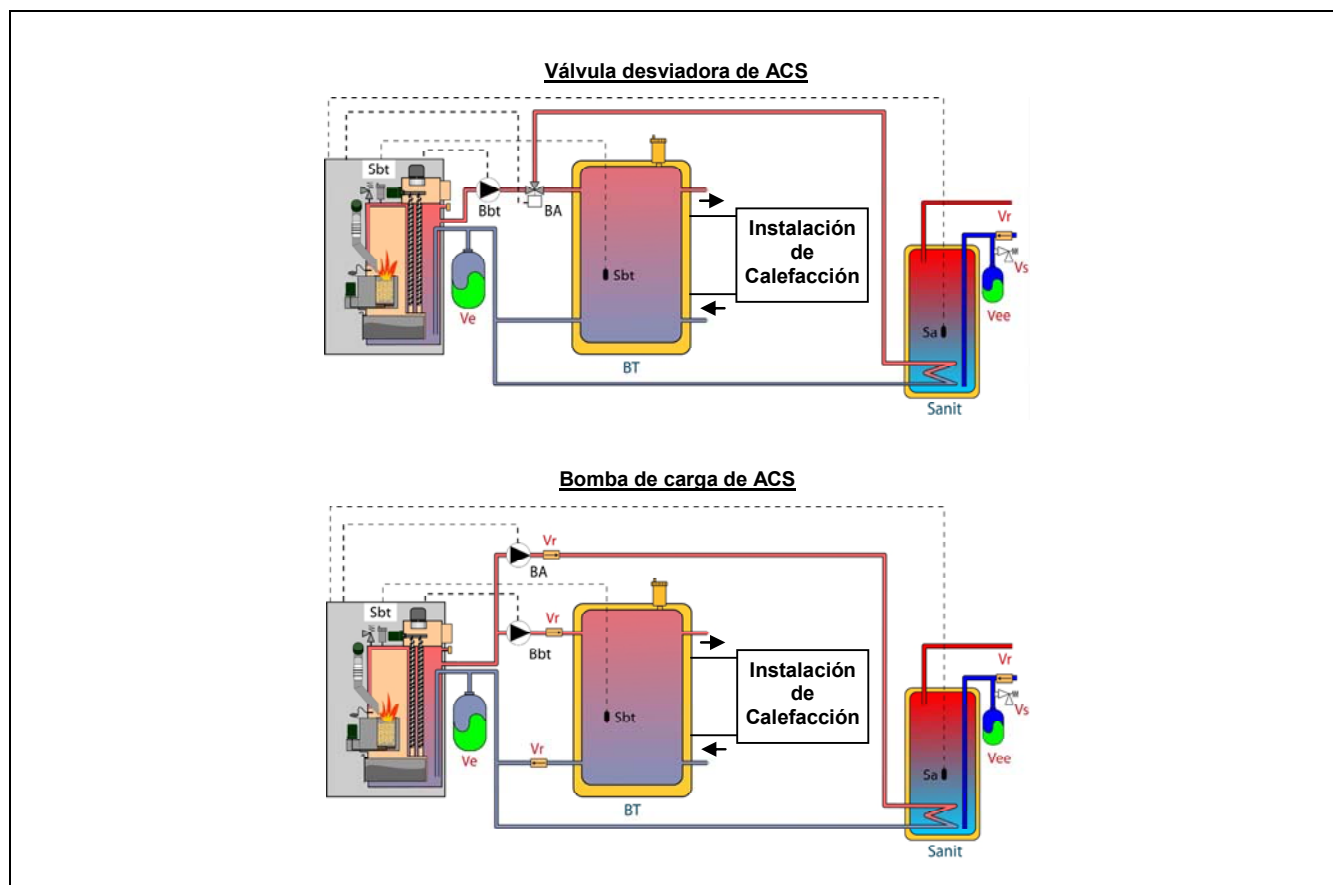 Válvula desviadora de ACS
Sbt
Bbt
BA
Ve
Sbt
BT
Instalación
de
Calefacción
Vr
Vs
Vee
Sa
Sanit
Bomba de carga de ACS
Vr
BA
Sbt
Vr
Bbt
Ve
Vr
Sbt
BT
Instalación
de
Calefacción
Vr
Vs
Vee
Sa
Sanit